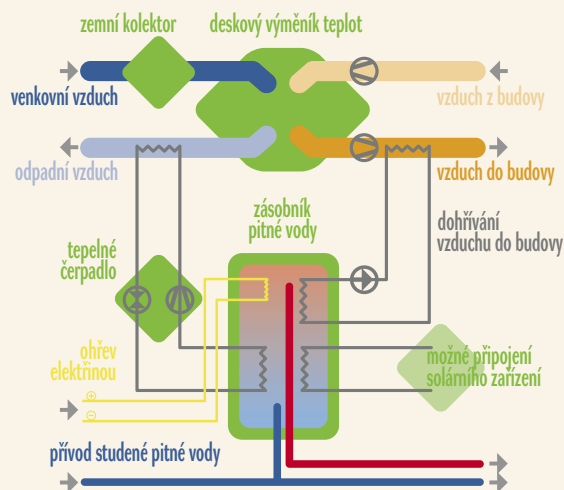 zemní kolektor
deskový výměník teplot
venkovní vzduch
vzduch z budovy
odpadní vzduch
vzduch do budovy
zásobník
pitné vody
dohřívání
vzduchu do budovy
tepelné
čerpadlo
ohřev
elektřinou
možné připojení
solárního zařízení
přívod studené pitné vody